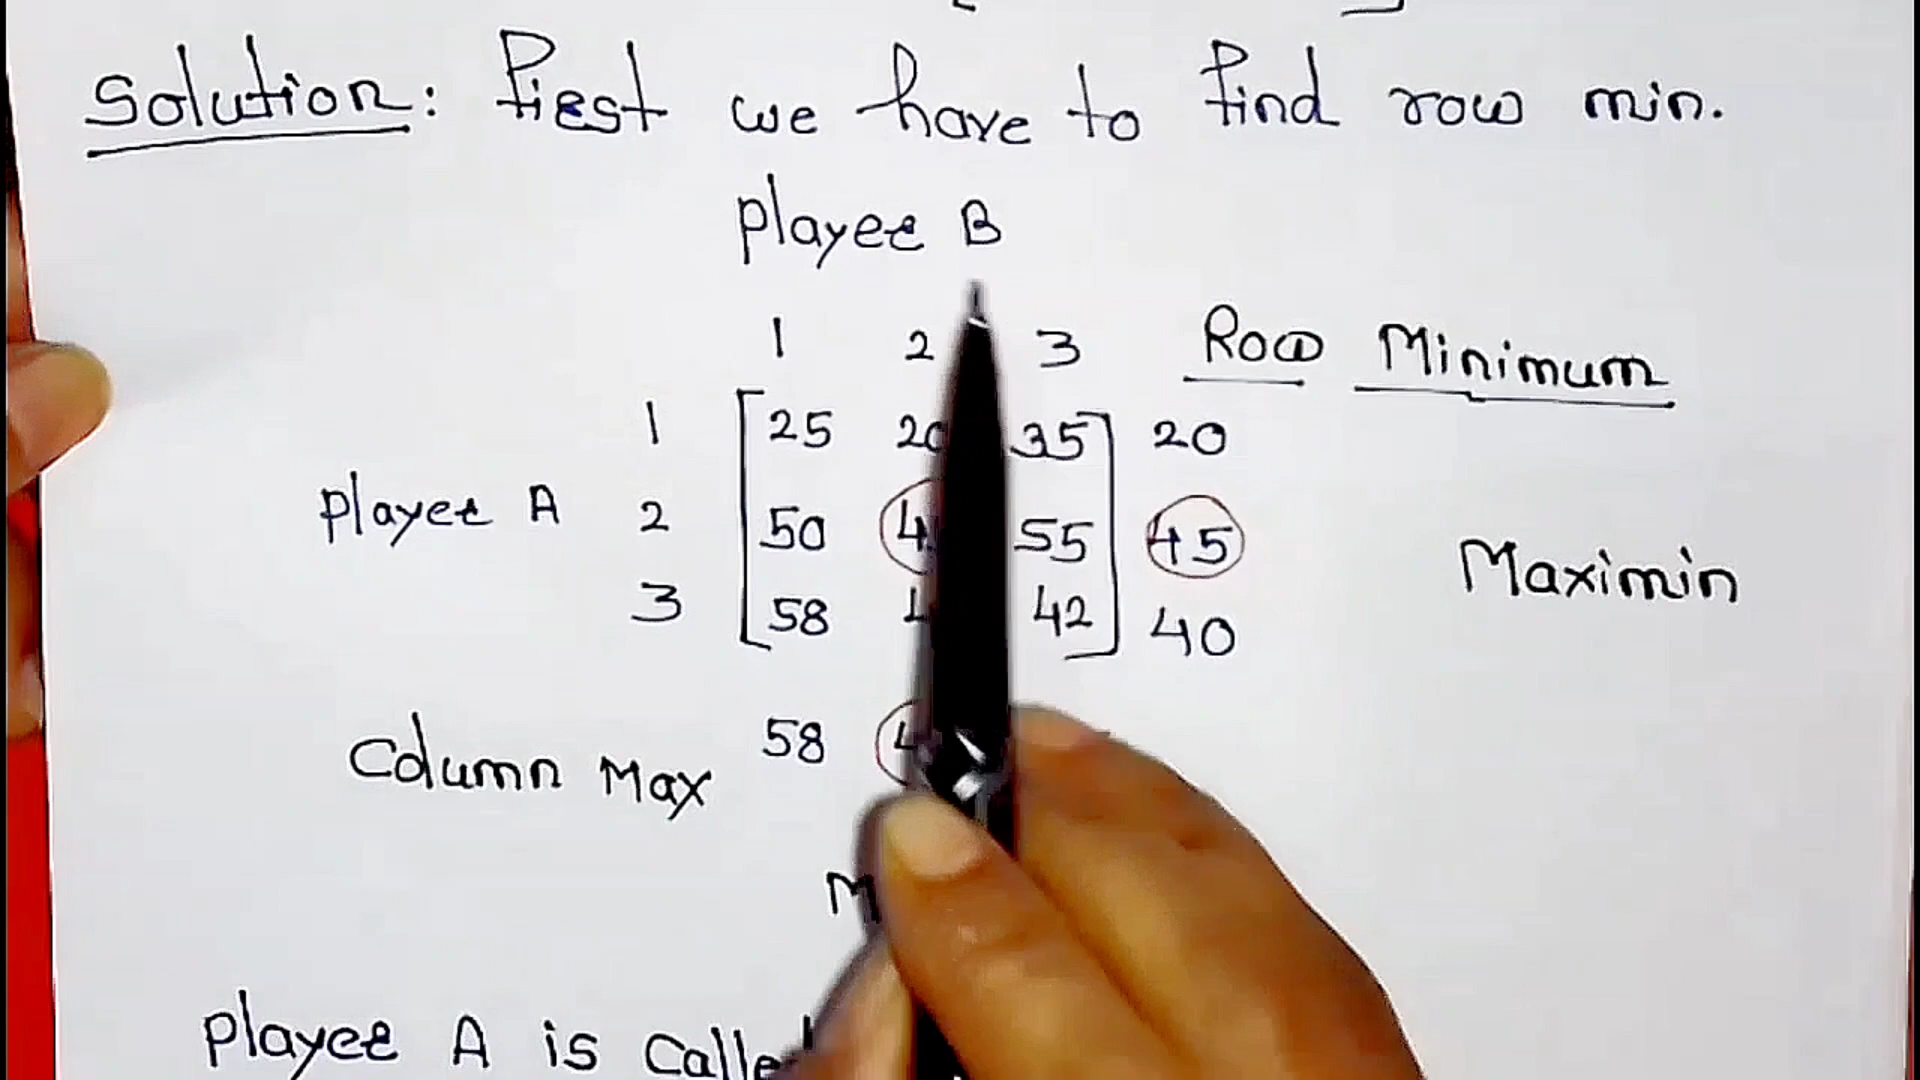 Solution: First we have to find row min.
Player B
1 2 3 Row Minimum
1 25 35 20
Player A 2 50 55 45 Maximin
3 58 42 40
Column Max 58
Player A is